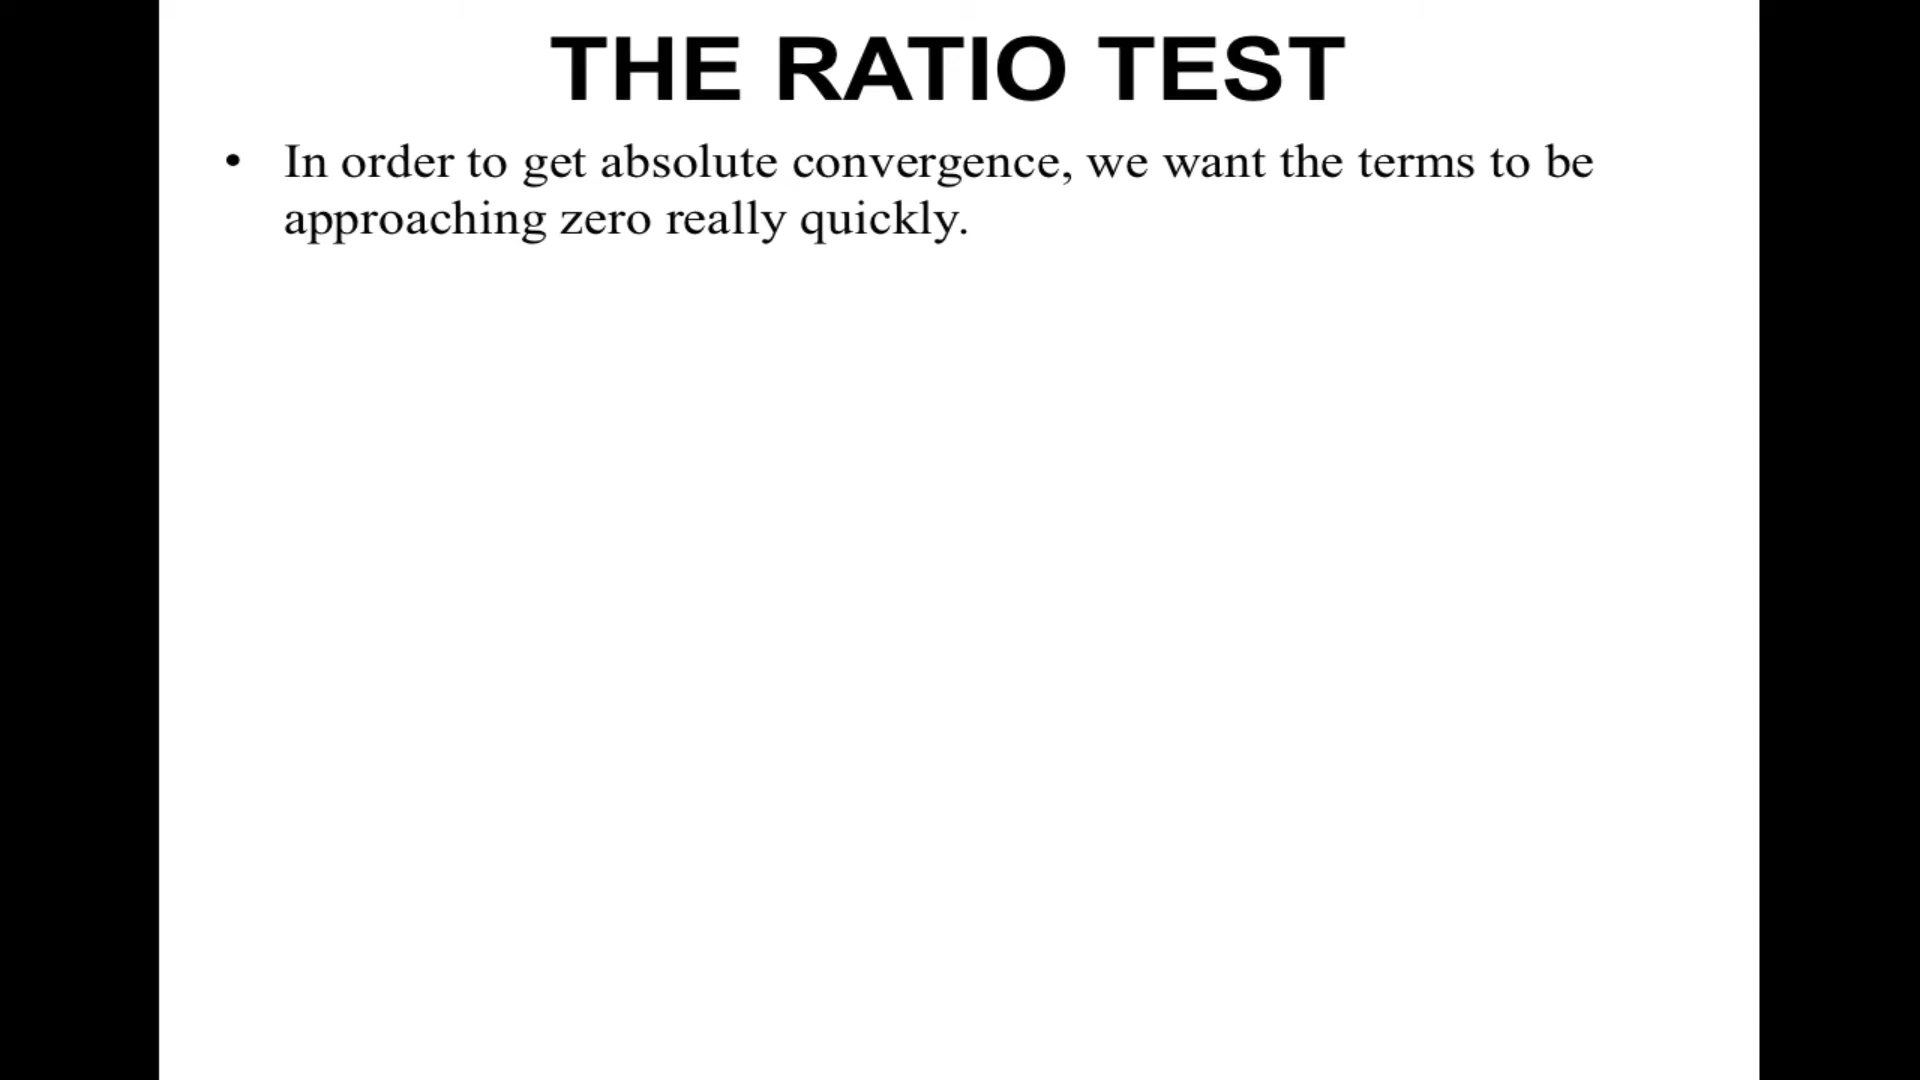 THE RATIO TEST
• In order to get absolute convergence, we want the terms to be
approaching zero really quickly.